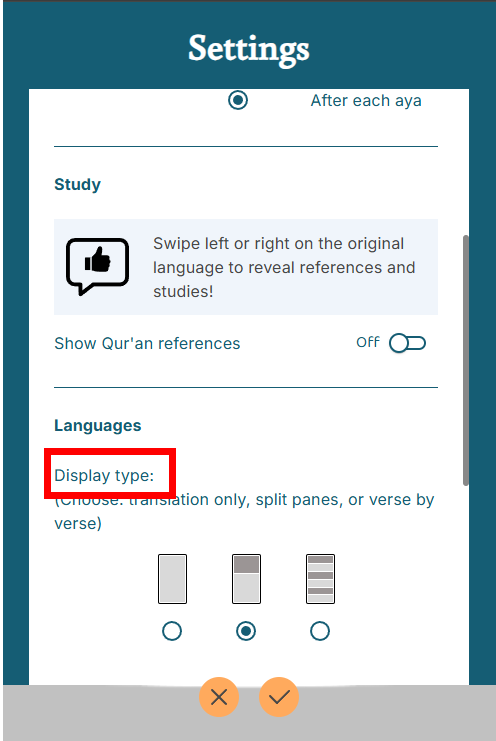 Settings
After each aya
Study
Swipe left or right on the original
language to reveal references and
studies!
Show Qur'an references
Off
Languages
Display type:
(Choose: translation only, split panes, or verse by
verse)